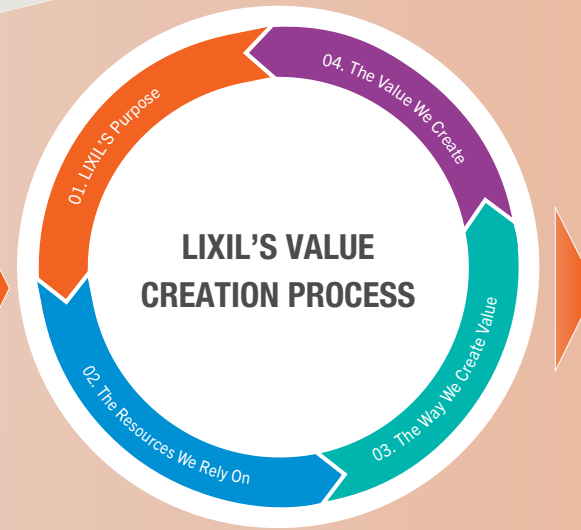 LIXIL'S VALUE
CREATION PROCESS
01. LIXIL'S Purpose
02. The Resources We Rely On
03. The Way We Create Value
04. The Value We Create